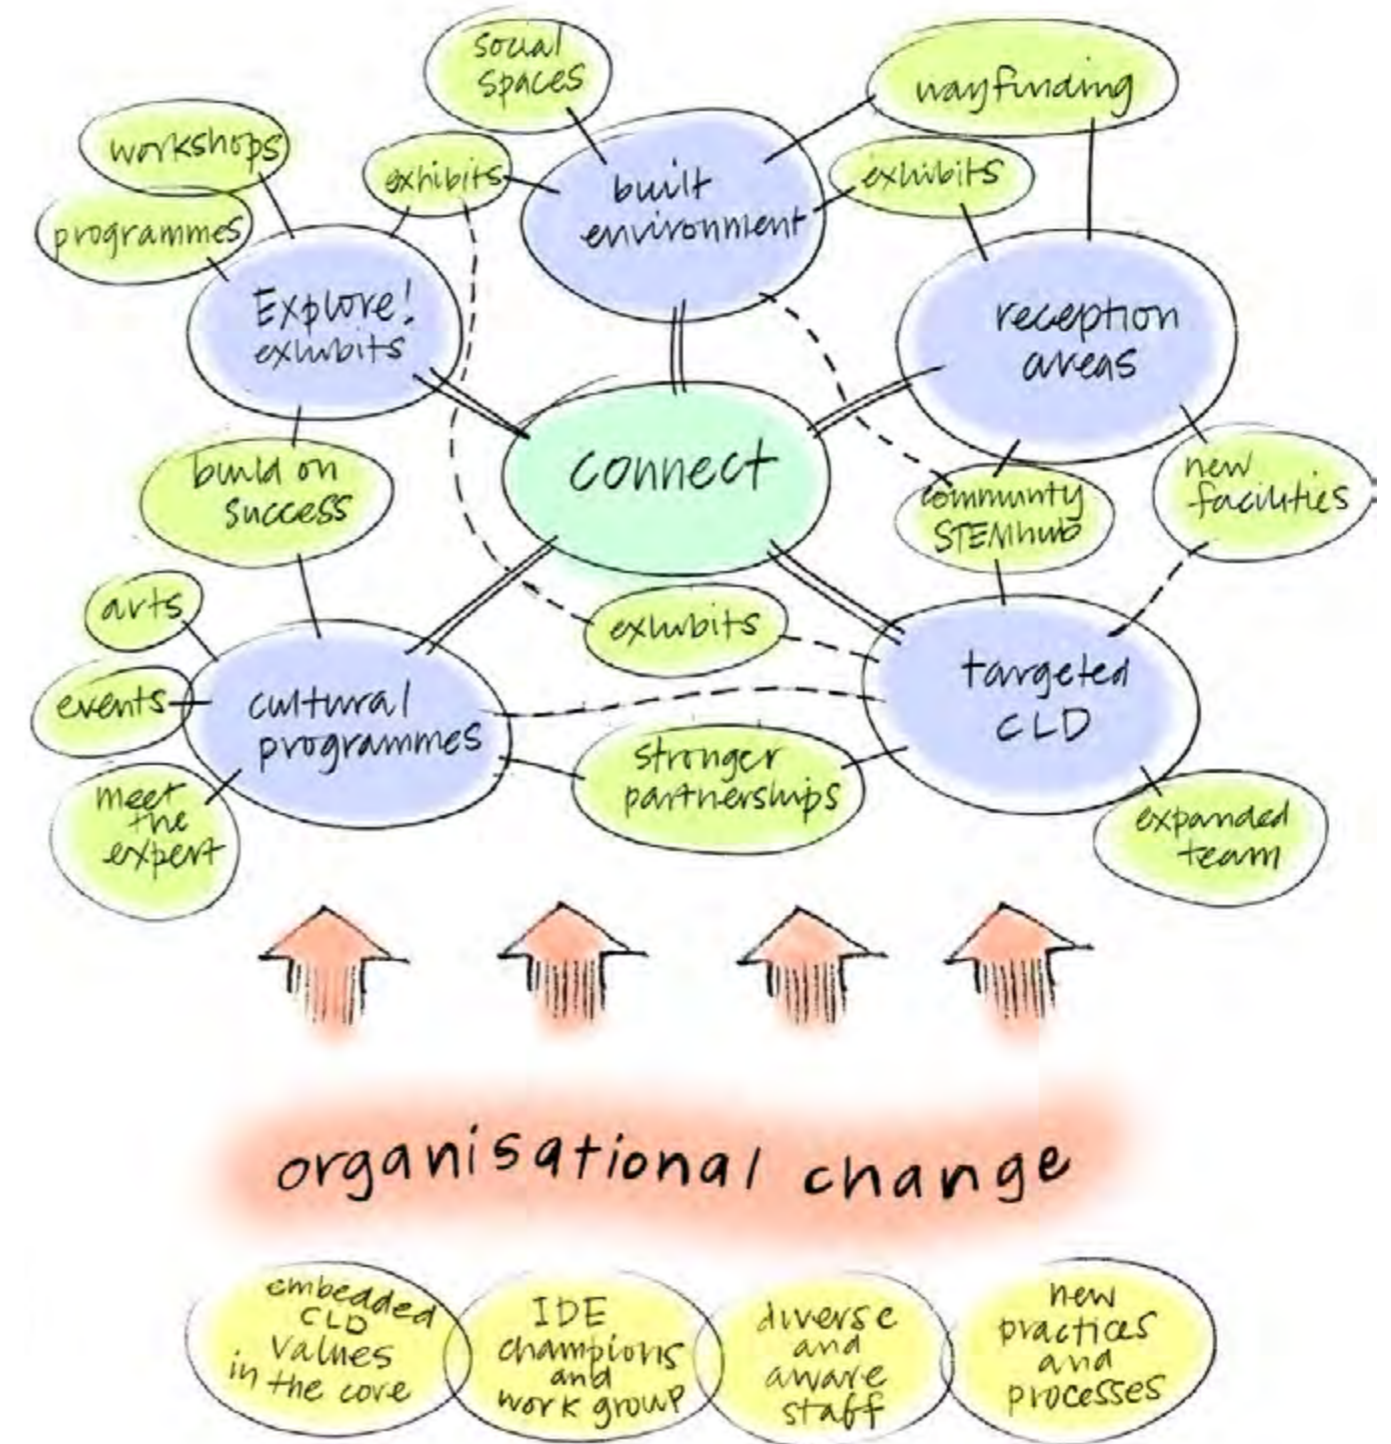 social
spaces
wayfinding
workshops
exhibits
built
environment
exhibits
programmes
Explore!
exhibits
reception
areas
connect
build on
success
community
STEMhub
new
facilities
arts
exhibits
events
cultural
programmes
targeted
CLD
stronger
partnerships
meet
the
expert
expanded
team
organisational change
embedded
CLD
values
in the core
IDE
champions
and
work group
diverse
and
aware
staff
new
practices
and
processes